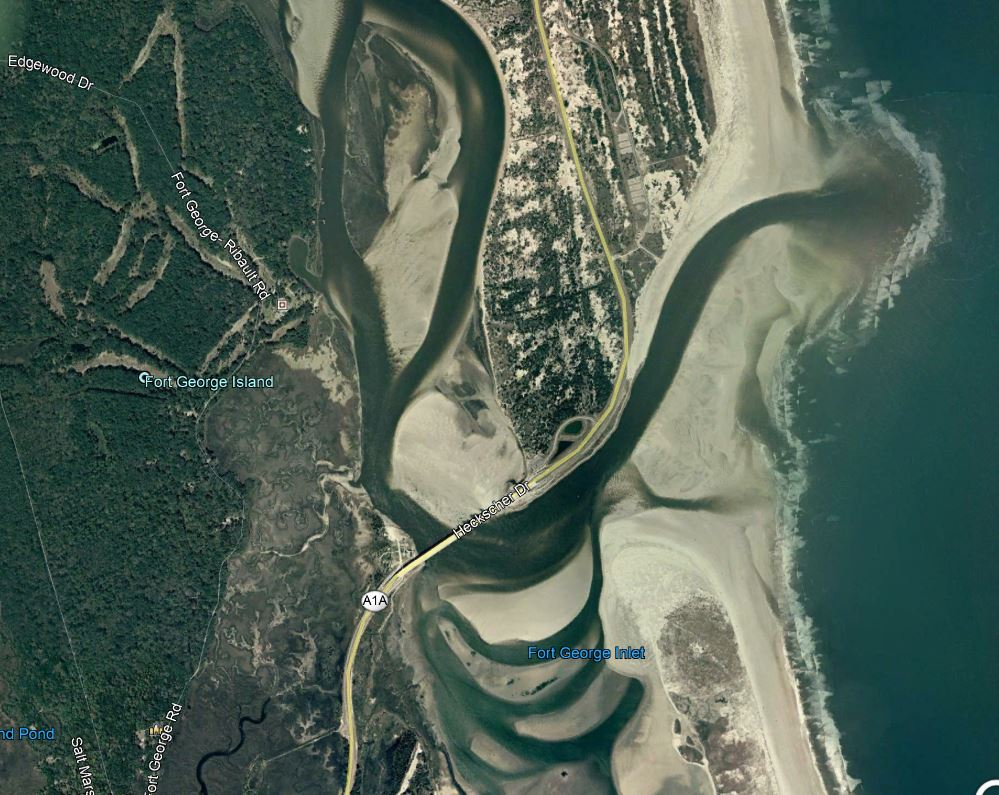 Edgewood Dr
Fort George- Ribault Rd
Fort George Island
Heckscher Dr
A1A
Fort George Inlet
nd Pond
Fort George Rd
Salt Mars